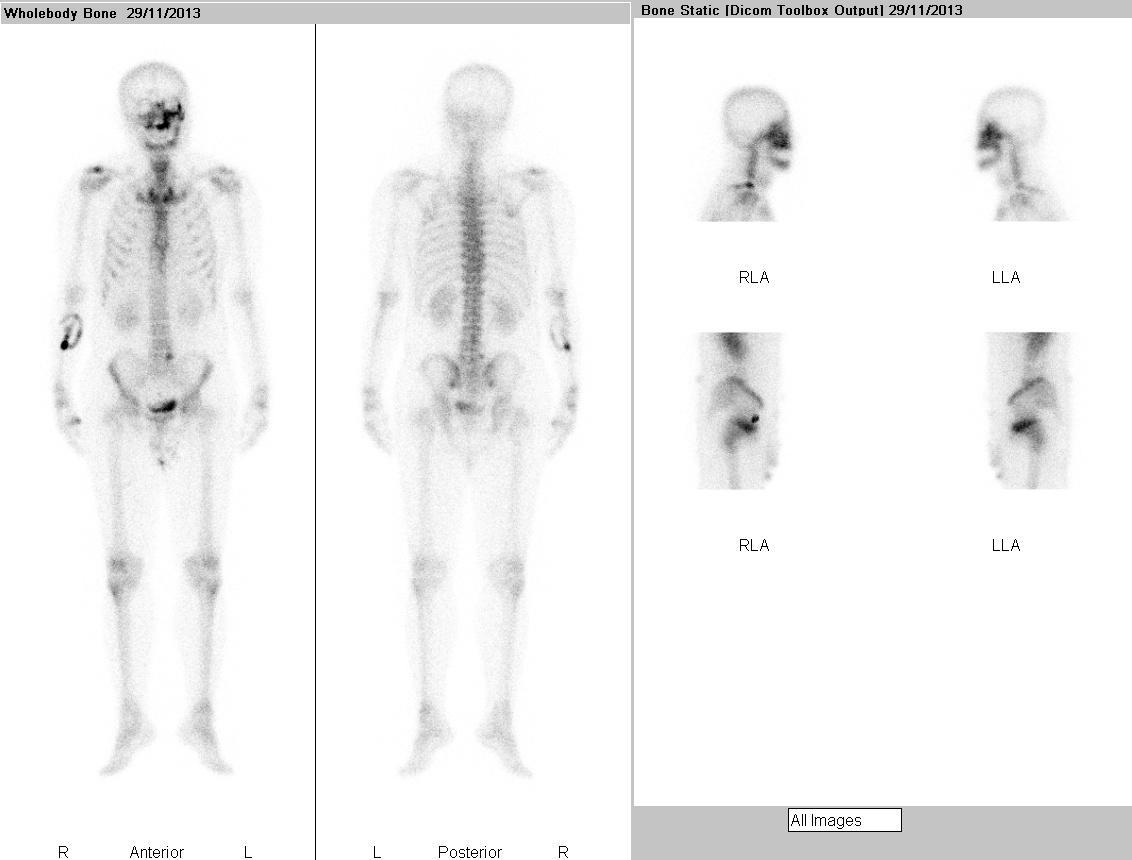 Wholebody Bone 29/11/2013
Bone Static [Dicom Toolbox Output] 29/11/2013
RLA
LLA
RLA
LLA
All Images
R
Anterior
L
L
Posterior
R